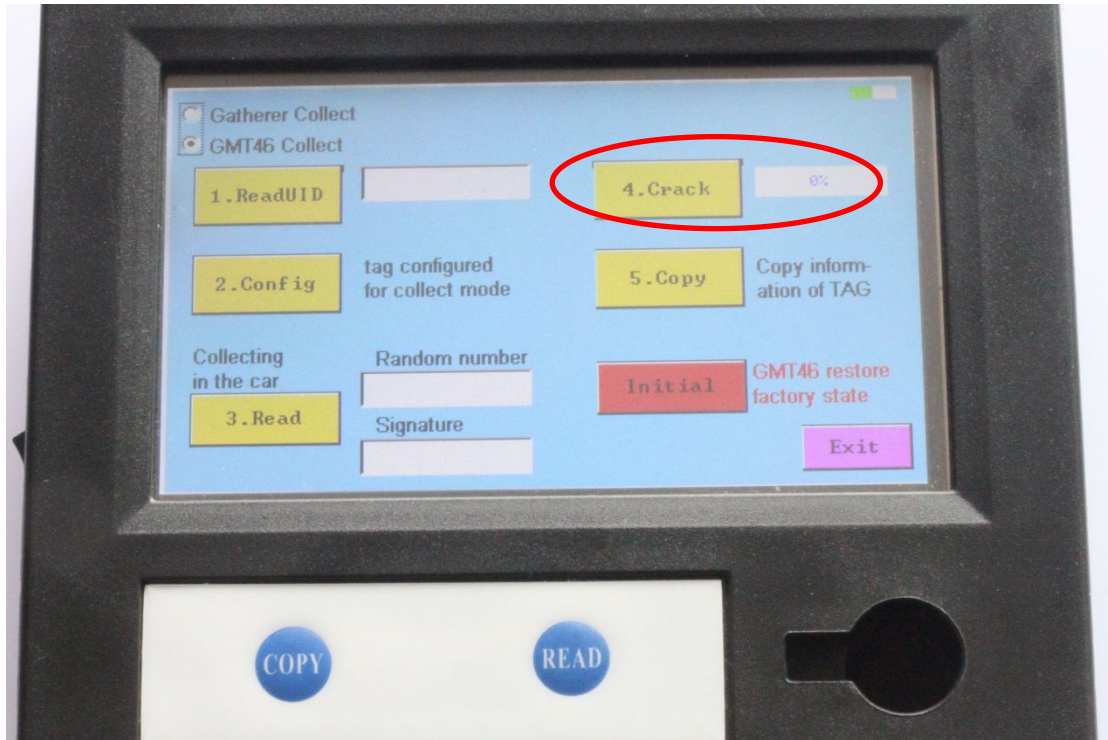 Gatherer Collect
GMT46 Collect
1.ReadUID
4.Crack
0%
2.Config
tag configured
for collect mode
5.Copy
Copy inform-
ation of TAG
Collecting
in the car
3.Read
Random number
Signature
Initial
GMT46 restore
factory state
Exit
COPY
READ